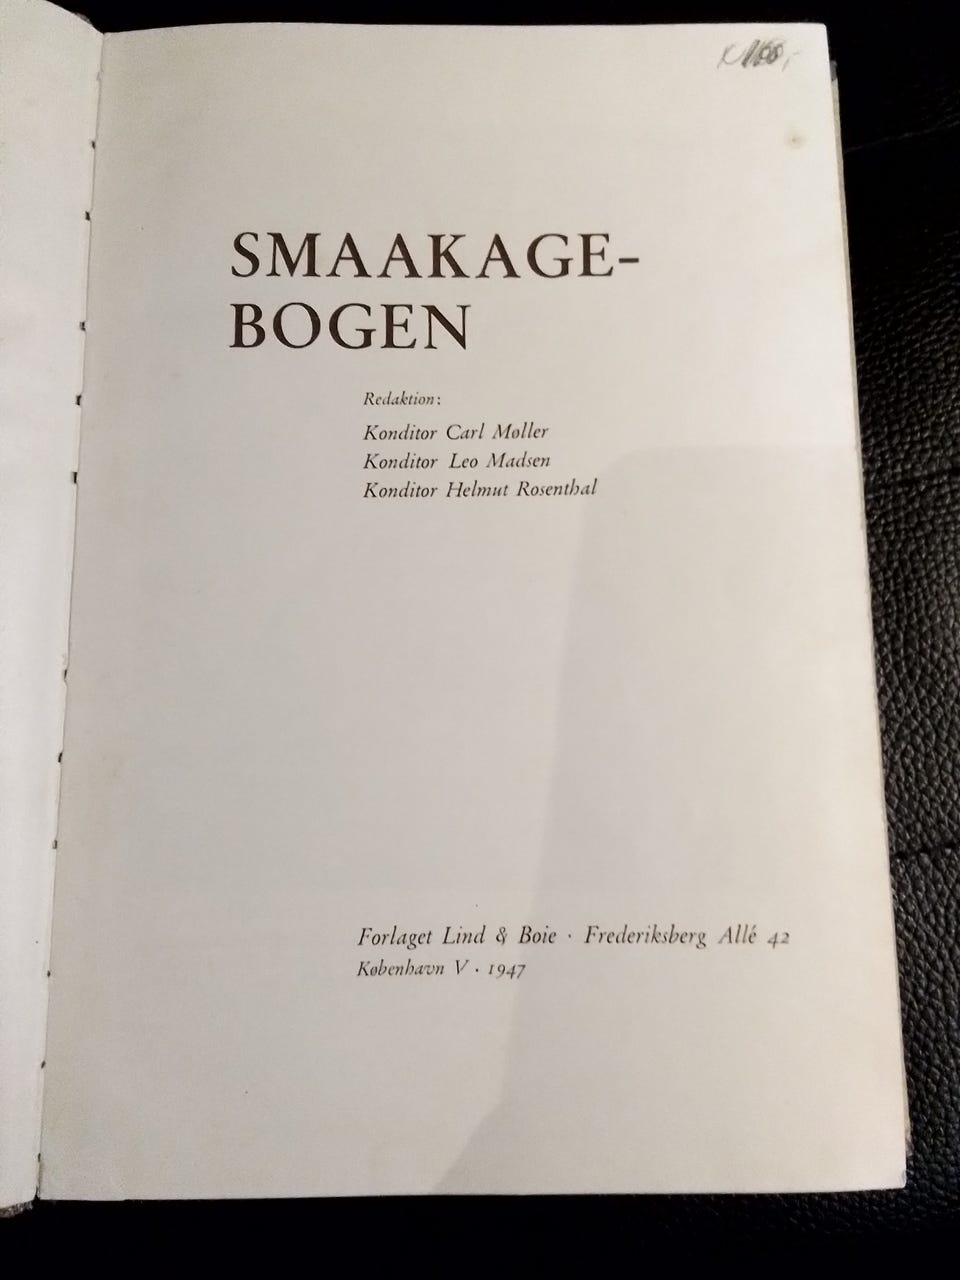 SMAAKAGE-
BOGEN
Redaktion:
Konditor Carl Møller
Konditor Leo Madsen
Konditor Helmut Rosenthal
Forlaget Lind & Boie · Frederiksberg Allé 42
København V · 1947